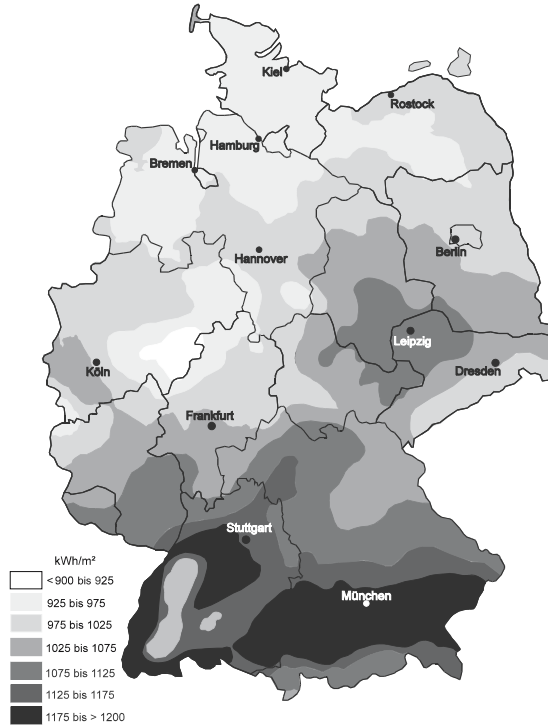 Kiel
Rostock
Hamburg
Bremen
Berlin
Hannover
Leipzig
Köln
Dresden
Frankfurt
Stuttgart
München
kWh/m²
<900 bis 925
925 bis 975
975 bis 1025
1025 bis 1075
1075 bis 1125
1125 bis 1175
1175 bis > 1200